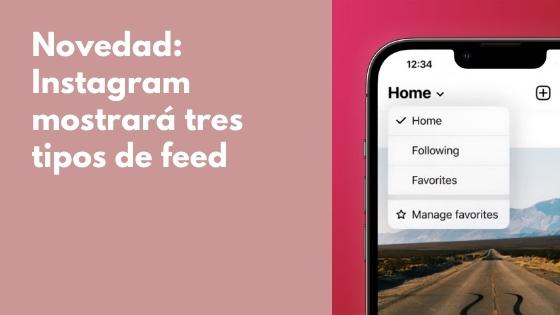 Novedad:
Instagram
mostrará tres
tipos de feed
12:34
Home
Home
Following
Favorites
Manage favorites